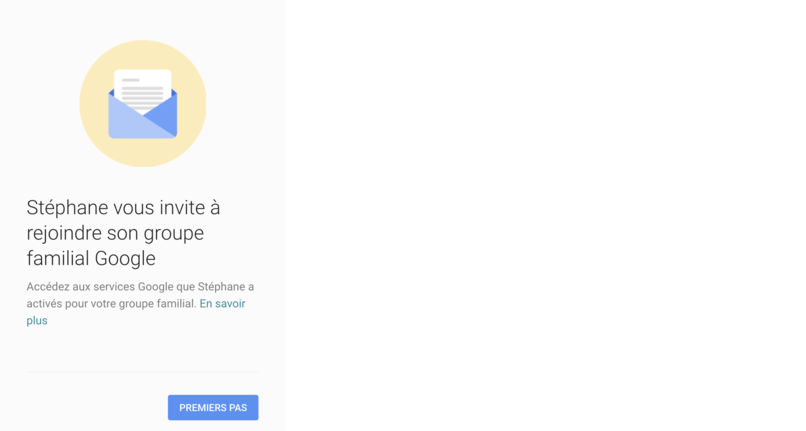 Stéphane vous invite à
rejoindre son groupe
familial Google
Accédez aux services Google que Stéphane a
activés pour votre groupe familial. En savoir
plus
PREMIERS PAS